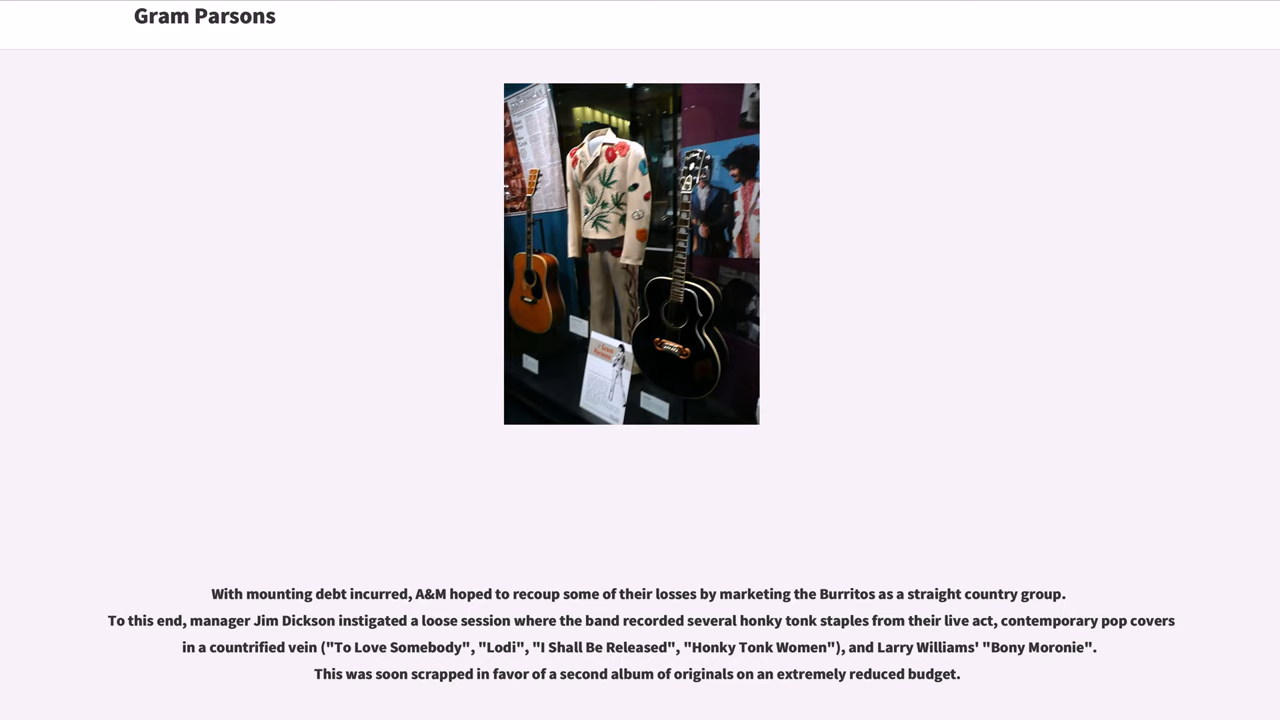 Gram Parsons
Gram
Parsons
With mounting debt incurred, A&M hoped to recoup some of their losses by marketing the Burritos as a straight country group.
To this end, manager Jim Dickson instigated a loose session where the band recorded several honky tonk staples from their live act, contemporary pop covers
in a countrified vein ("To Love Somebody", "Lodi", "I Shall Be Released", "Honky Tonk Women"), and Larry Williams' "Bony Moronie".
This was soon scrapped in favor of a second album of originals on an extremely reduced budget.